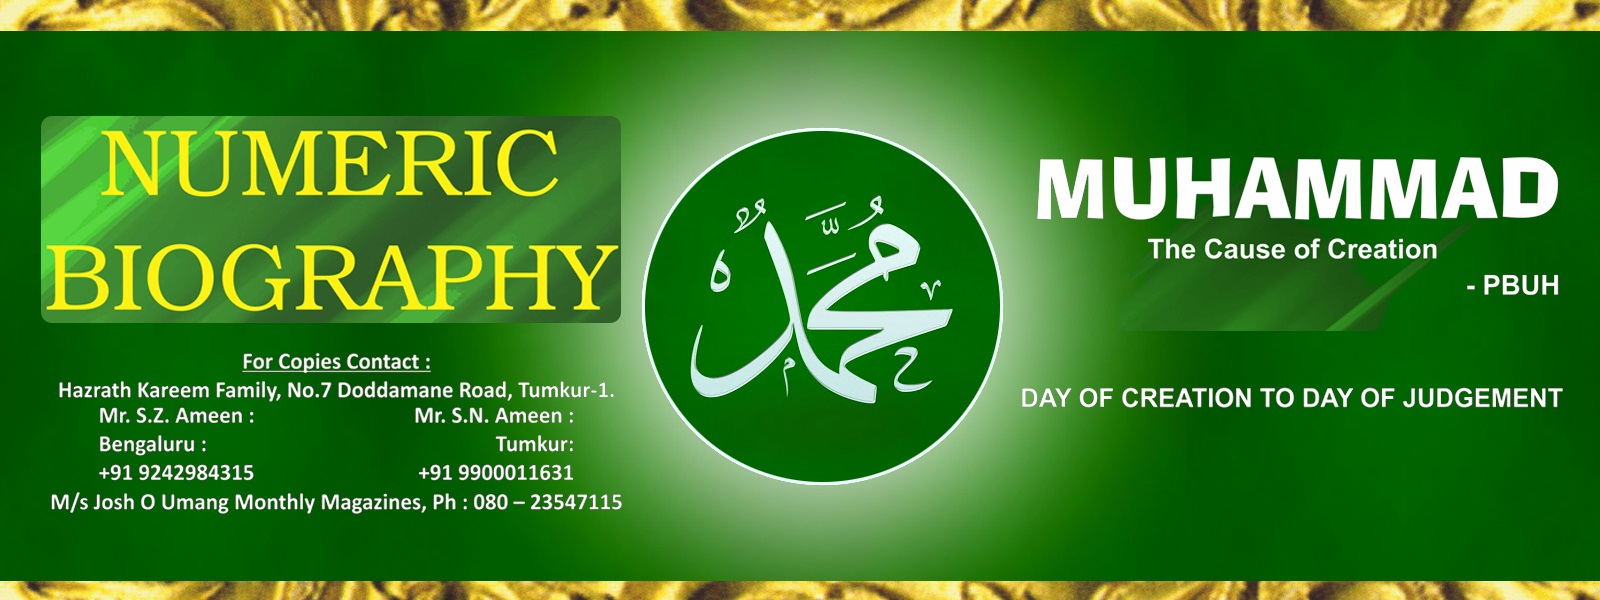 NUMERIC
BIOGRAPHY
For Copies Contact :
Hazrath Kareem Family, No.7 Doddamane Road, Tumkur-1.
Mr. S.Z. Ameen : Mr. S.N. Ameen :
Bengaluru : Tumkur:
+91 9242984315 +91 9900011631
M/s Josh O Umang Monthly Magazines, Ph : 080 – 23547115
محمد
MUHAMMAD
The Cause of Creation
- PBUH
DAY OF CREATION TO DAY OF JUDGEMENT